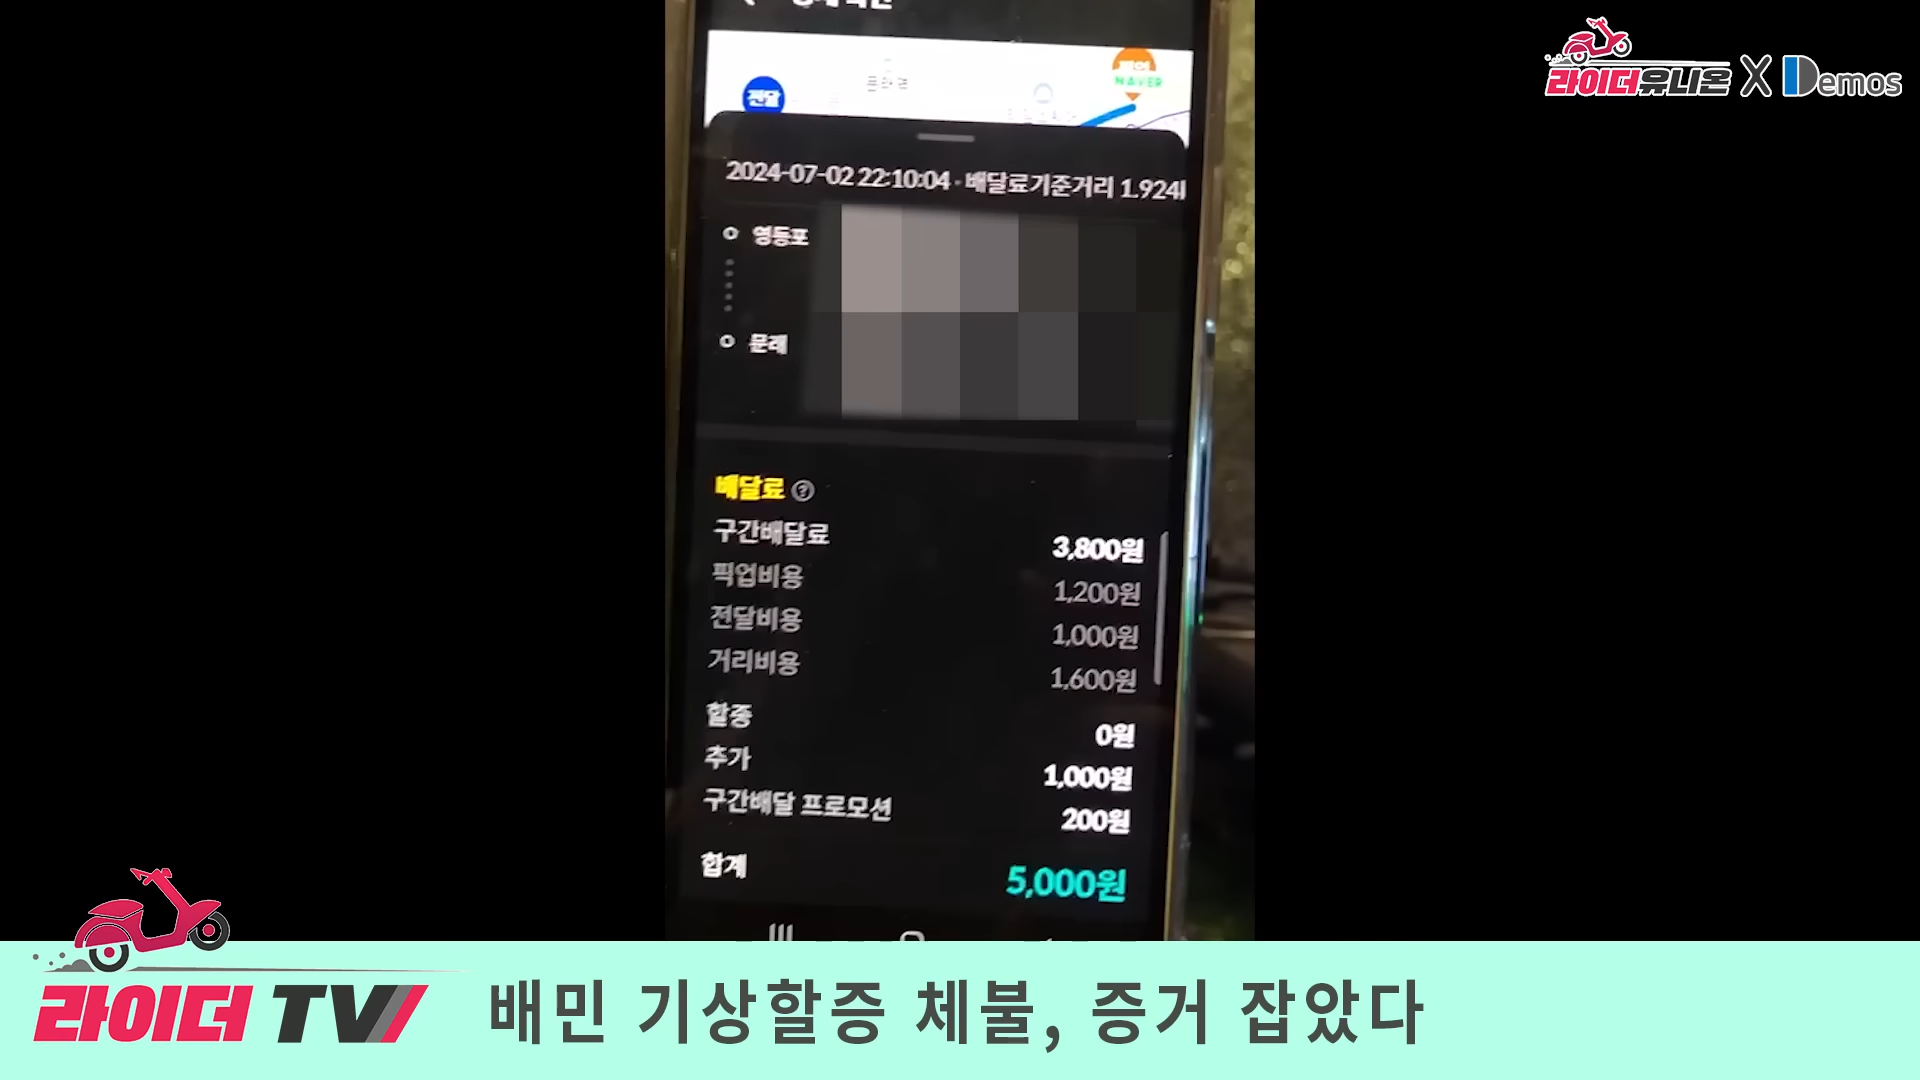 라이더유니온 X Demos
전달
문래역
NAVER
2024-07-02 22:10:04 · 배달료기준거리 1.924
영등포
문래
배달료 ?
구간배달료 3,800원
픽업비용 1,200원
전달비용 1,000원
거리비용 1,600원
할증 0원
추가 1,000원
구간배달 프로모션 200원
합계 5,000원
라이더 TV
배민 기상할증 체불, 증거 잡았다